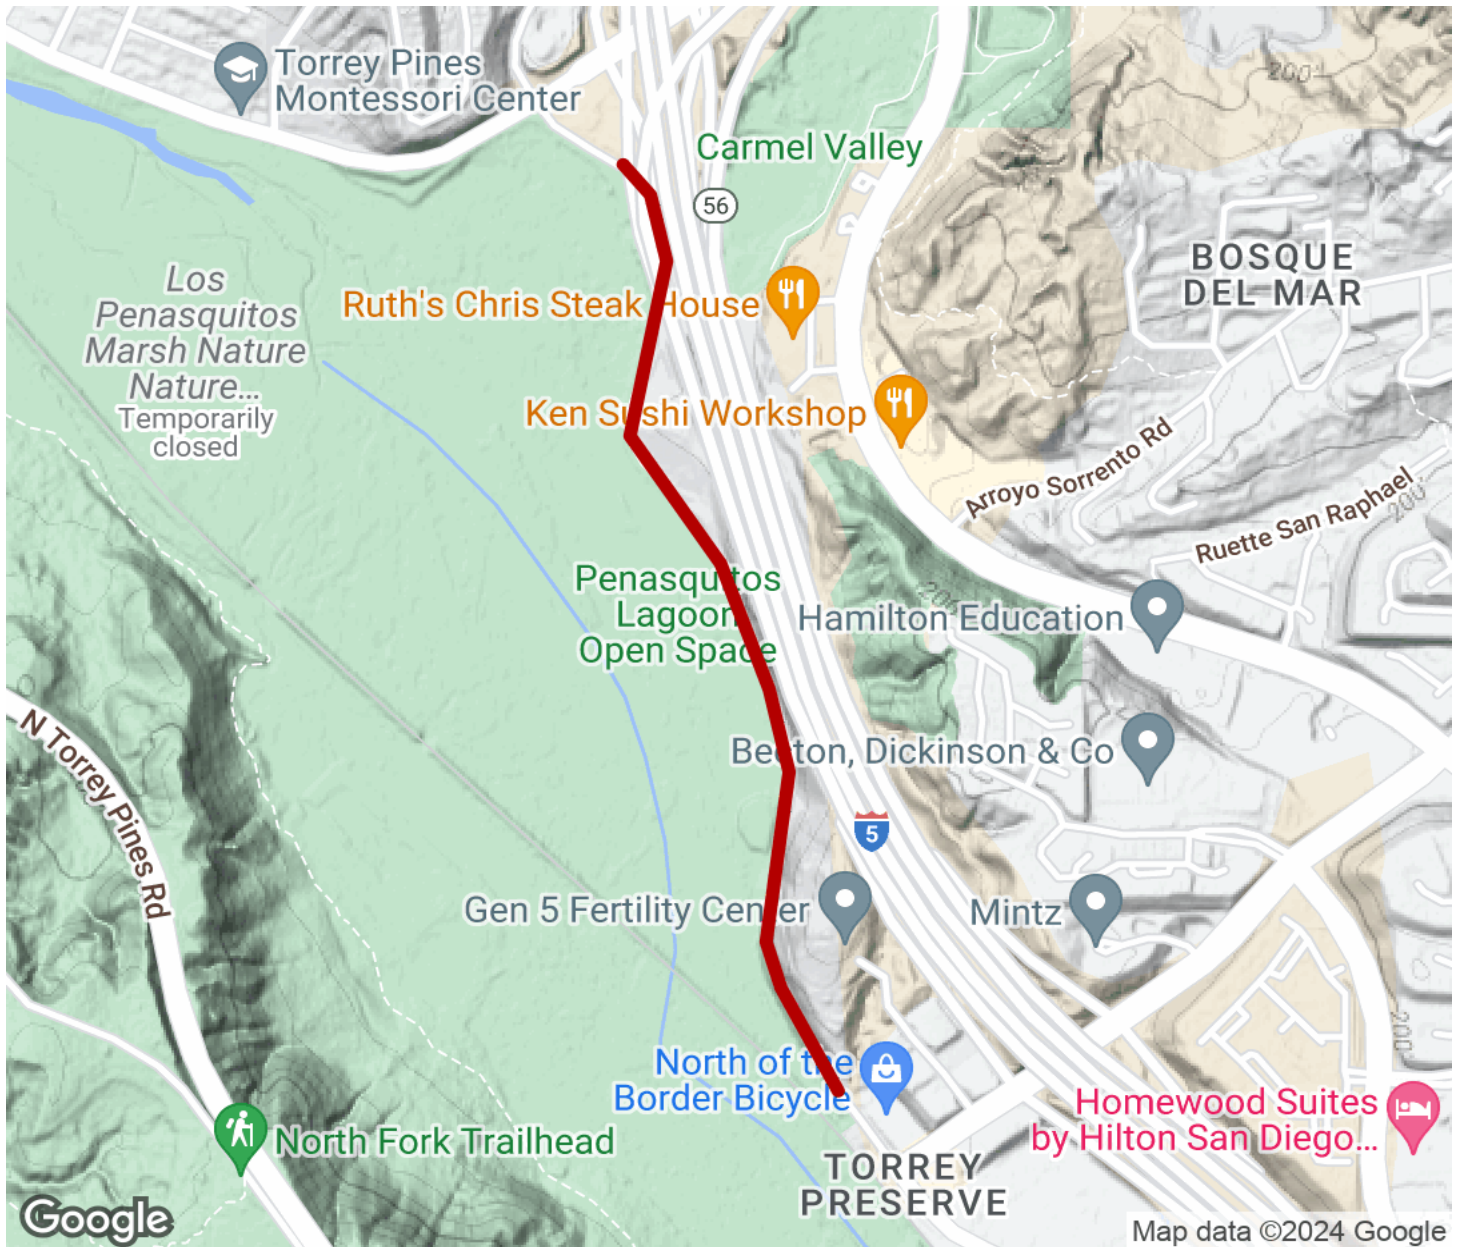 Torrey Pines
Montessori Center
200'
Carmel Valley
56
BOSQUE
DEL MAR
Los
Penasquitos
Marsh Nature
Nature...
Temporarily
closed
Ruth's Chris Steak House
Ken Sushi Workshop
Arroyo Sorrento Rd
Ruette San Raphael
200'
Penasquitos
Lagoon
Open Space
Hamilton Education
N Torrey Pines Rd
Becton, Dickinson & Co
5
Gen 5 Fertility Center
Mintz
200'
North of the
Border Bicycle
Homewood Suites
by Hilton San Diego...
North Fork Trailhead
TORREY
PRESERVE
Google
Map data ©2024 Google